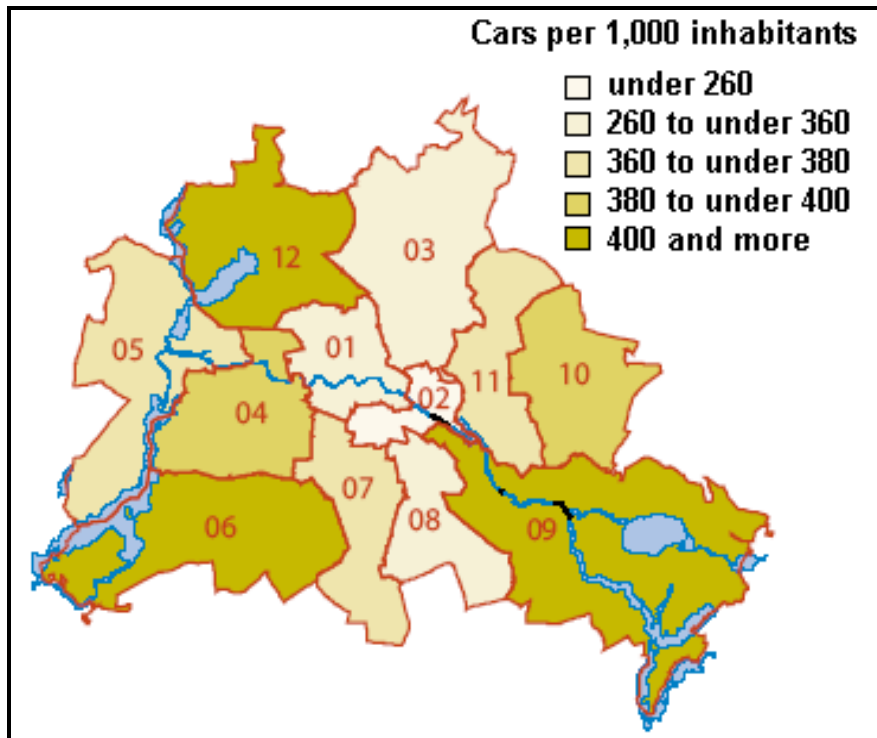 Cars per 1,000 inhabitants
under 260
260 to under 360
360 to under 380
380 to under 400
400 and more
12
03
05
01
02
11
10
04
07
06
08
09